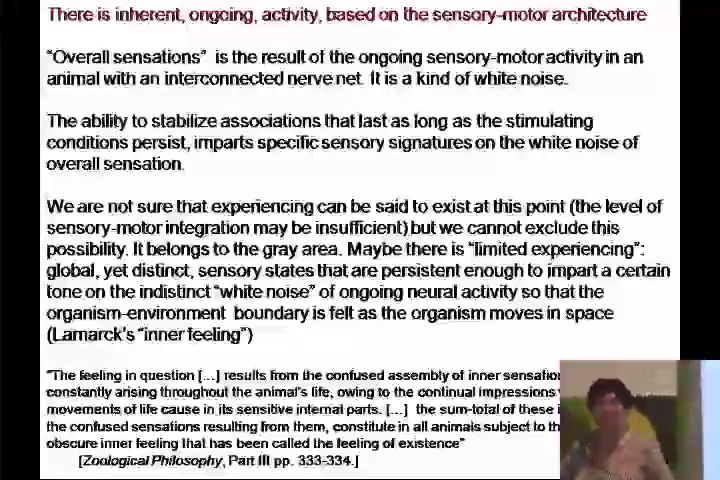 There is inherent, ongoing, activity, based on the sensory-motor architecture
"Overall sensations" is the result of the ongoing sensory-motor activity in an
animal with an interconnected nerve net. It is a kind of white noise.
The ability to stabilize associations that last as long as the stimulating
conditions persist, imparts specific sensory signatures on the white noise of
overall sensation.
We are not sure that experiencing can be said to exist at this point (the level of
sensory-motor integration may be insufficient) but we cannot exclude this
possibility. It belongs to the gray area. Maybe there is "limited experiencing":
global, yet distinct, sensory states that are persistent enough to impart a certain
tone on the indistinct "white noise" of ongoing neural activity so that the
organism-environment boundary is felt as the organism moves in space
(Lamarck's "inner feeling")
"The feeling in question [...] results from the confused assembly of inner sensatio
constantly arising throughout the animal's life, owing to the continual impressions
movements of life cause in its sensitive internal parts. [...] the sum-total of these
the confused sensations resulting from them, constitute in all animals subject to th
obscure inner feeling that has been called the feeling of existence"
[Zoological Philosophy, Part III pp. 333-334.]